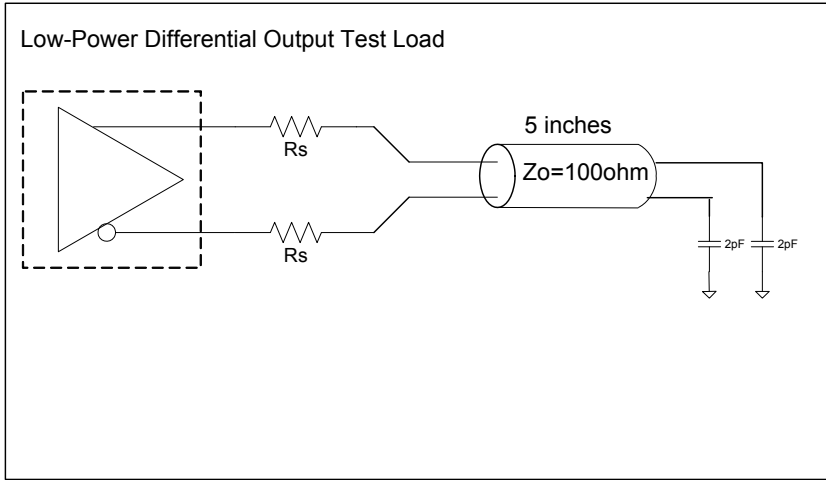 Low-Power Differential Output Test Load
Rs
5 inches
Zo=100ohm
Rs
2pF 2pF